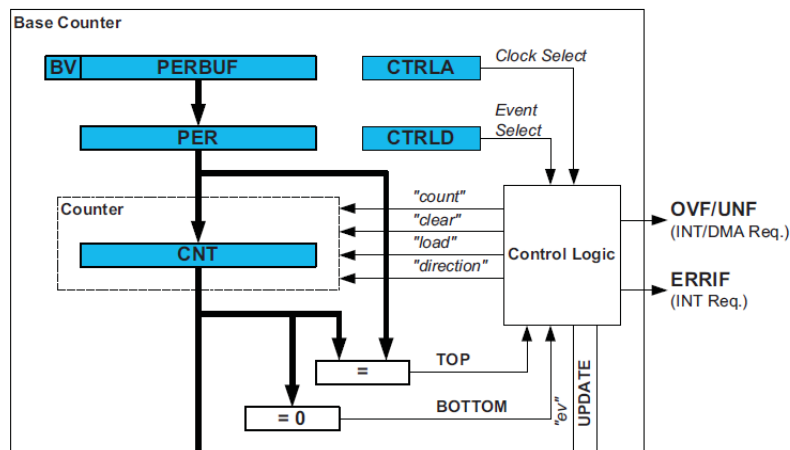 Base Counter
BV PERBUF
CTRLA
Clock Select
PER
CTRLD
Event
Select
Counter
"count"
"clear"
"load"
"direction"
CNT
Control Logic
OVF/UNF
(INT/DMA Req.)
ERRIF
(INT Req.)
=
TOP
= 0
BOTTOM
"ev"
UPDATE